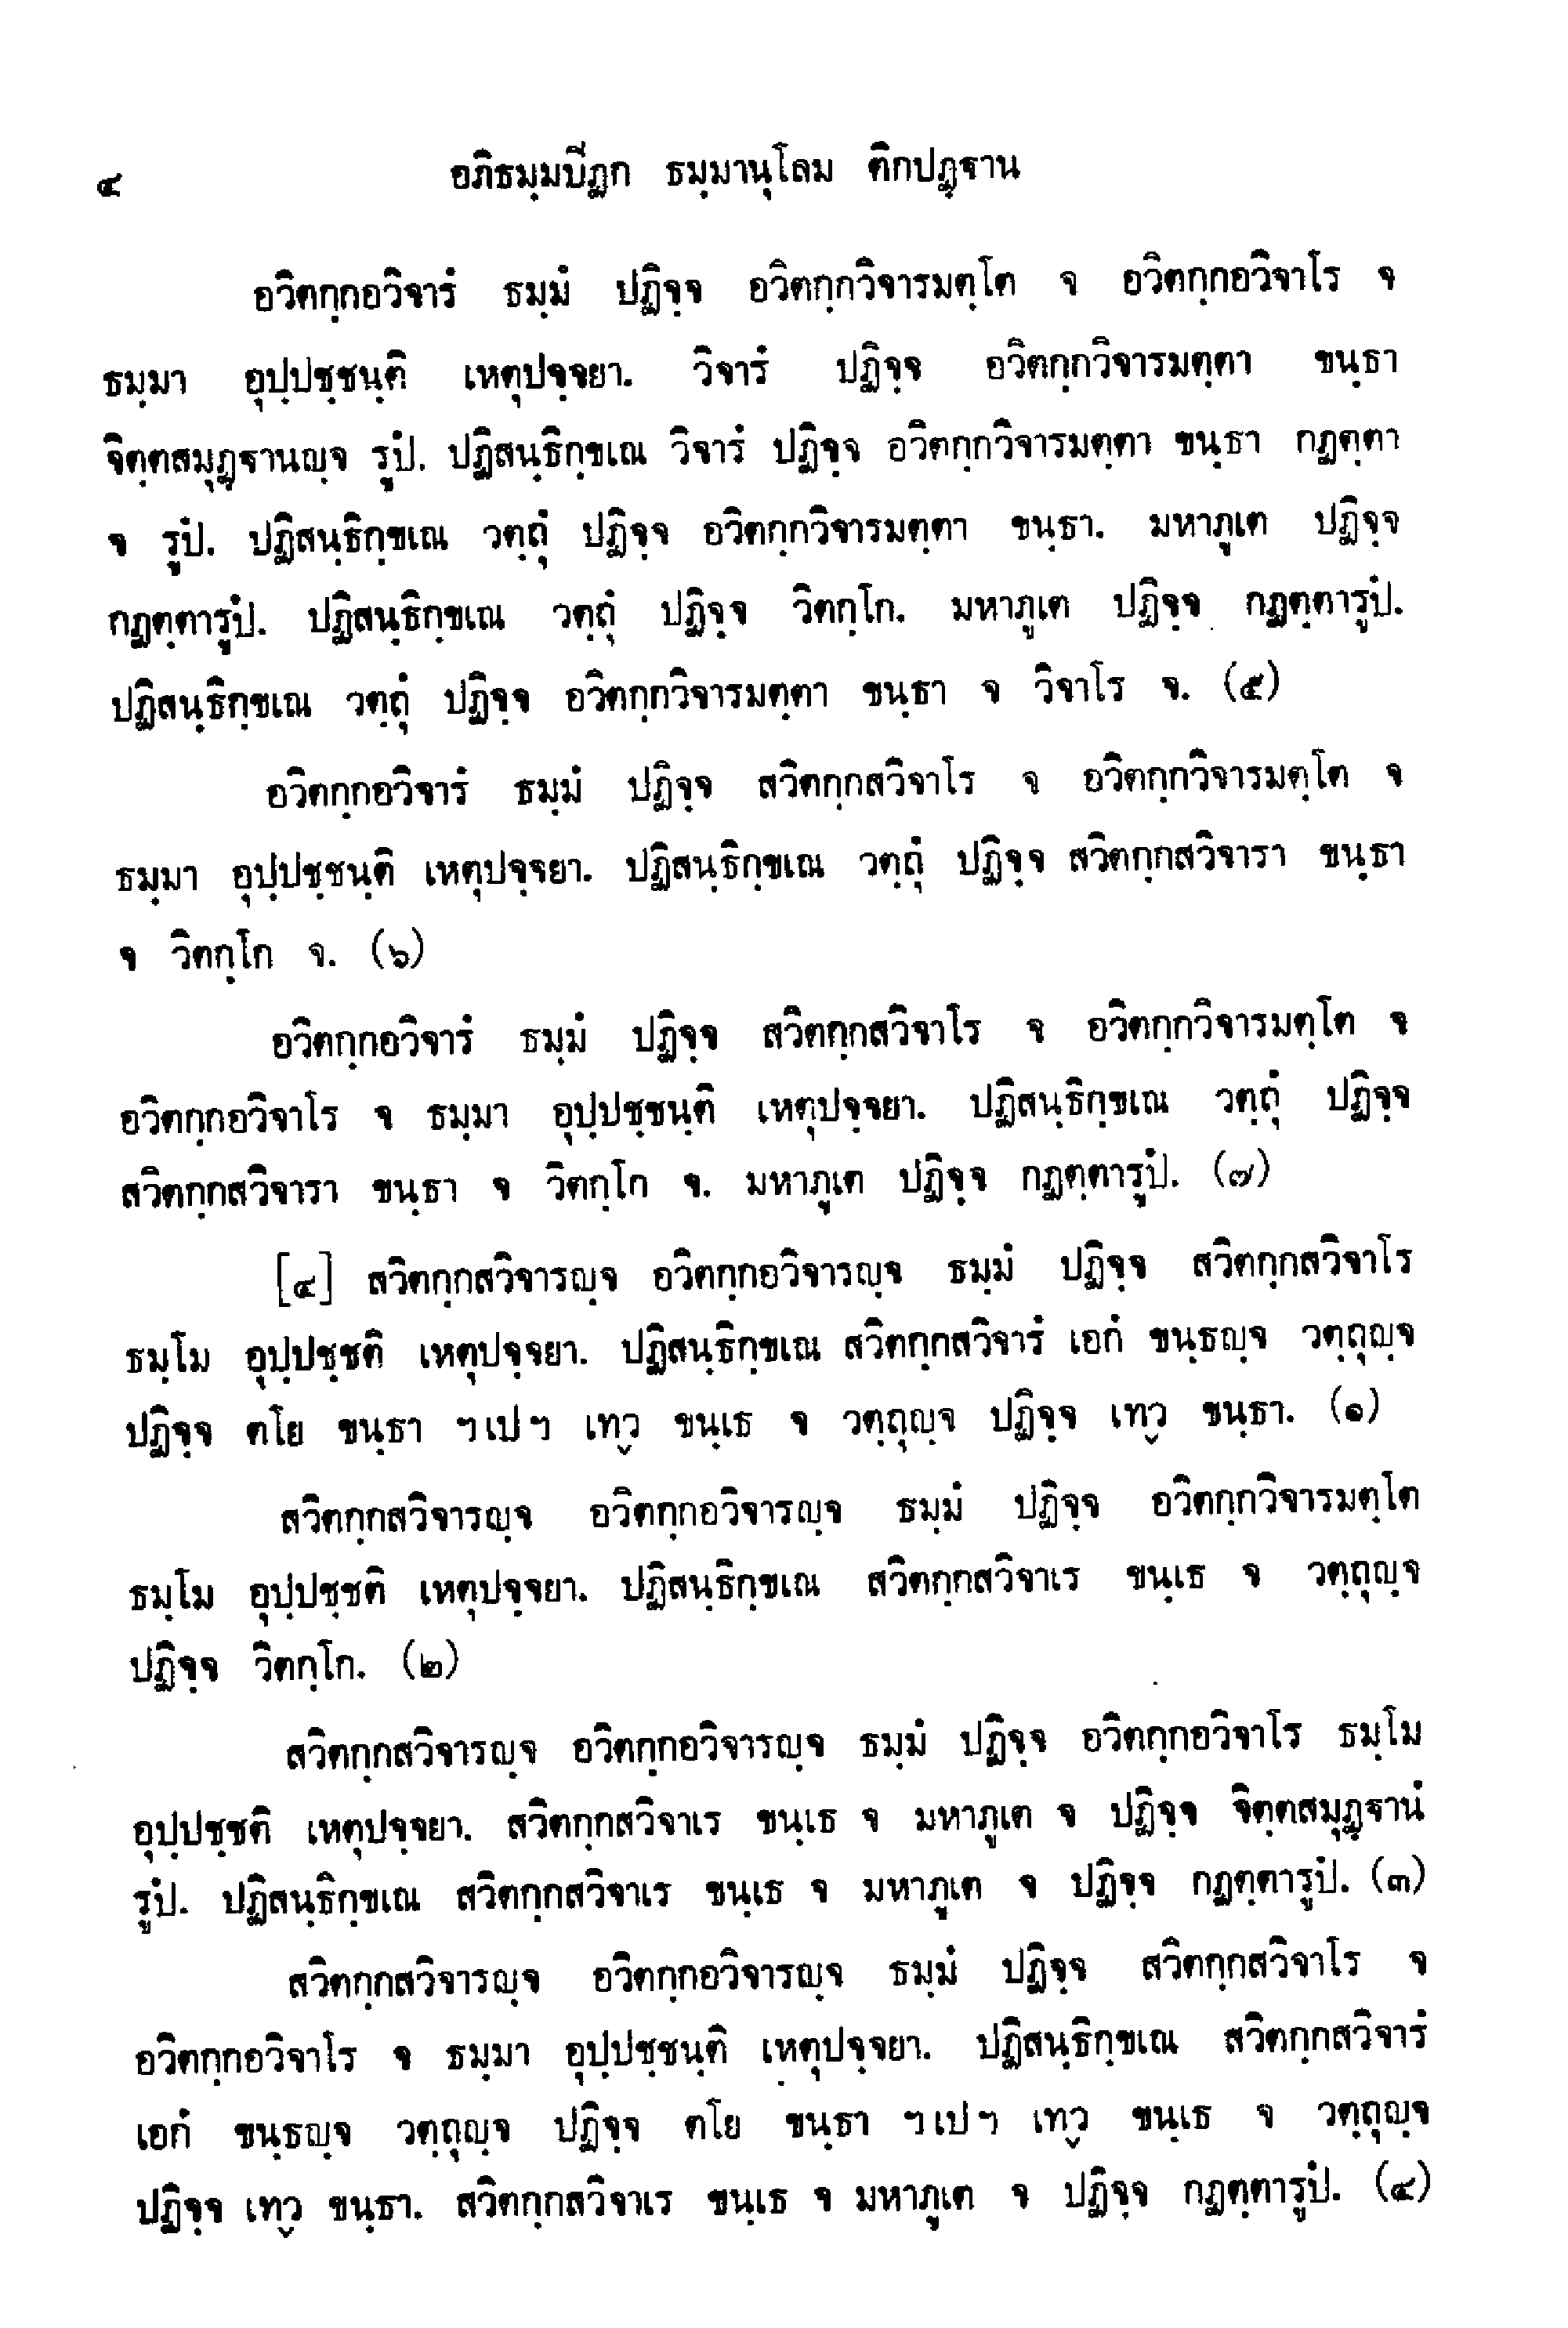 ๔ อภิธมฺมปีฏก ธมฺมานุโลม ติกปฏฺฐาน
อวิตกฺกอวิจารํ ธมฺมํ ปฏิจฺจ อวิตกฺกวิจารมตฺโต จ อวิตกฺกอวิจาโร จ
ธมฺมา อุปฺปชฺชนฺติ เหตุปจฺจยา. วิจารํ ปฏิจฺจ อวิตกฺกวิจารมตฺตา ขนฺธา
จิตฺตสมุฏฺฐานญฺจ รูปํ. ปฏิสนฺธิกฺขเณ วิจารํ ปฏิจฺจ อวิตกฺกวิจารมตฺตา ขนฺธา กฏตฺตา
จ รูปํ. ปฏิสนฺธิกฺขเณ วตฺถุํ ปฏิจฺจ อวิตกฺกวิจารมตฺตา ขนฺธา. มหาภูเต ปฏิจฺจ
กฏตฺตารูปํ. ปฏิสนฺธิกฺขเณ วตฺถุํ ปฏิจฺจ วิตกฺโก. มหาภูเต ปฏิจฺจ กฏตฺตารูปํ.
ปฏิสนฺธิกฺขเณ วตฺถุํ ปฏิจฺจ อวิตกฺกวิจารมตฺตา ขนฺธา จ วิจาโร จ. (๕)
อวิตกฺกอวิจารํ ธมฺมํ ปฏิจฺจ สวิตกฺกสวิจาโร จ อวิตกฺกวิจารมตฺโต จ
ธมฺมา อุปฺปชฺชนฺติ เหตุปจฺจยา. ปฏิสนฺธิกฺขเณ วตฺถุํ ปฏิจฺจ สวิตกฺกสวิจารา ขนฺธา
จ วิตกฺโก จ. (๖)
อวิตกฺกอวิจารํ ธมฺมํ ปฏิจฺจ สวิตกฺกสวิจาโร จ อวิตกฺกวิจารมตฺโต จ
อวิตกฺกอวิจาโร จ ธมฺมา อุปฺปชฺชนฺติ เหตุปจฺจยา. ปฏิสนฺธิกฺขเณ วตฺถุํ ปฏิจฺจ
สวิตกฺกสวิจารา ขนฺธา จ วิตกฺโก จ. มหาภูเต ปฏิจฺจ กฏตฺตารูปํ. (๗)
[๔] สวิตกฺกสวิจารญฺจ อวิตกฺกอวิจารญฺจ ธมฺมํ ปฏิจฺจ สวิตกฺกสวิจาโร
ธมฺโม อุปฺปชฺชติ เหตุปจฺจยา. ปฏิสนฺธิกฺขเณ สวิตกฺกสวิจารํ เอกํ ขนฺธญฺจ วตฺถุญฺจ
ปฏิจฺจ ตโย ขนฺธา ฯ เป ฯ เทฺว ขนฺเธ จ วตฺถุญฺจ ปฏิจฺจ เทฺว ขนฺธา. (๑)
สวิตกฺกสวิจารญฺจ อวิตกฺกอวิจารญฺจ ธมฺมํ ปฏิจฺจ อวิตกฺกวิจารมตฺโต
ธมฺโม อุปฺปชฺชติ เหตุปจฺจยา. ปฏิสนฺธิกฺขเณ สวิตกฺกสวิจาเร ขนฺเธ จ วตฺถุญฺจ
ปฏิจฺจ วิตกฺโก. (๒)
สวิตกฺกสวิจารญฺจ อวิตกฺกอวิจารญฺจ ธมฺมํ ปฏิจฺจ อวิตกฺกอวิจาโร ธมฺโม
อุปฺปชฺชติ เหตุปจฺจยา. สวิตกฺกสวิจาเร ขนฺเธ จ มหาภูเต จ ปฏิจฺจ จิตฺตสมุฏฺฐานํ
รูปํ. ปฏิสนฺธิกฺขเณ สวิตกฺกสวิจาเร ขนฺเธ จ มหาภูเต จ ปฏิจฺจ กฏตฺตารูปํ. (๓)
สวิตกฺกสวิจารญฺจ อวิตกฺกอวิจารญฺจ ธมฺมํ ปฏิจฺจ สวิตกฺกสวิจาโร จ
อวิตกฺกอวิจาโร จ ธมฺมา อุปฺปชฺชนฺติ เหตุปจฺจยา. ปฏิสนฺธิกฺขเณ สวิตกฺกสวิจารํ
เอกํ ขนฺธญฺจ วตฺถุญฺจ ปฏิจฺจ ตโย ขนฺธา ฯ เป ฯ เทฺว ขนฺเธ จ วตฺถุญฺจ
ปฏิจฺจ เทฺว ขนฺธา. สวิตกฺกสวิจาเร ขนฺเธ จ มหาภูเต จ ปฏิจฺจ กฏตฺตารูปํ. (๔)